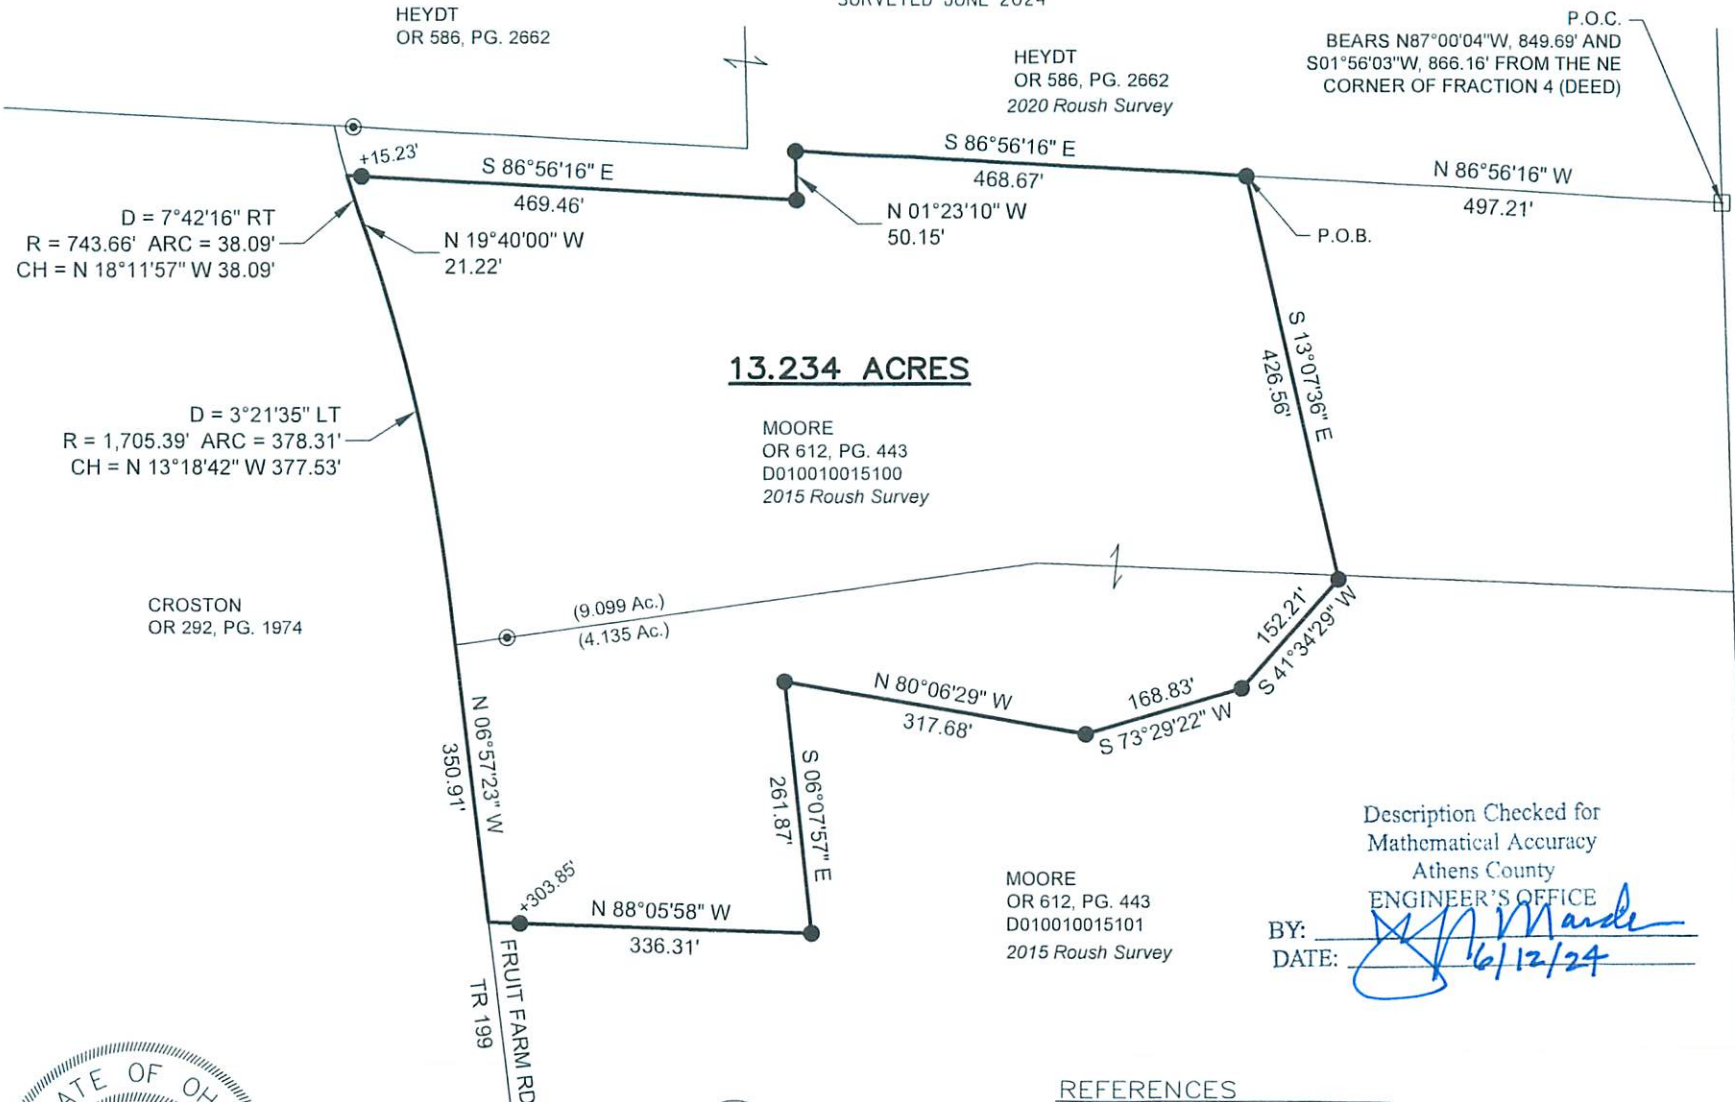 SURVEYED JUNE 2024
HEYDT
OR 586, PG. 2662
HEYDT
OR 586, PG. 2662
2020 Roush Survey
P.O.C.
BEARS N87°00'04"W, 849.69' AND
S01°56'03"W, 866.16' FROM THE NE
CORNER OF FRACTION 4 (DEED)
+15.23'
S 86°56'16" E
469.46'
S 86°56'16" E
468.67'
N 86°56'16" W
497.21'
N 01°23'10" W
50.15'
P.O.B.
D = 7°42'16" RT
R = 743.66' ARC = 38.09'
CH = N 18°11'57" W 38.09'
N 19°40'00" W
21.22'
S 13°07'36" E
426.56'
13.234 ACRES
MOORE
OR 612, PG. 443
D010010015100
2015 Roush Survey
D = 3°21'35" LT
R = 1,705.39' ARC = 378.31'
CH = N 13°18'42" W 377.53'
CROSTON
OR 292, PG. 1974
(9.099 Ac.)
(4.135 Ac.)
152.21'
S 41°34'29" W
168.83'
S 73°29'22" W
N 80°06'29" W
317.68'
N 06°57'23" W
350.91'
S 06°07'57" E
261.87'
+303.85'
N 88°05'58" W
336.31'
MOORE
OR 612, PG. 443
D010010015101
2015 Roush Survey
Description Checked for
Mathematical Accuracy
Athens County
ENGINEER'S OFFICE
BY:
DATE: 6/12/24
FRUIT FARM RD
TR 199
ATE OF OH
REFERENCES